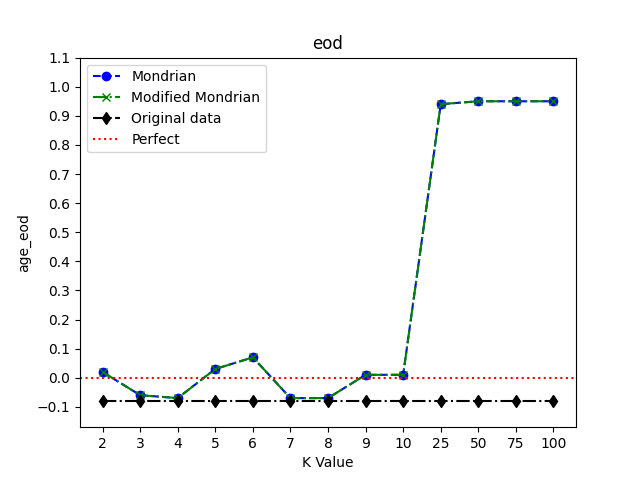 eod
1.1
1.0
0.9
0.8
0.7
0.6
0.5
0.4
0.3
0.2
0.1
0.0
−0.1
age_eod
Mondrian
Modified Mondrian
Original data
Perfect
2 3 4 5 6 7 8 9 10 25 50 75 100
K Value